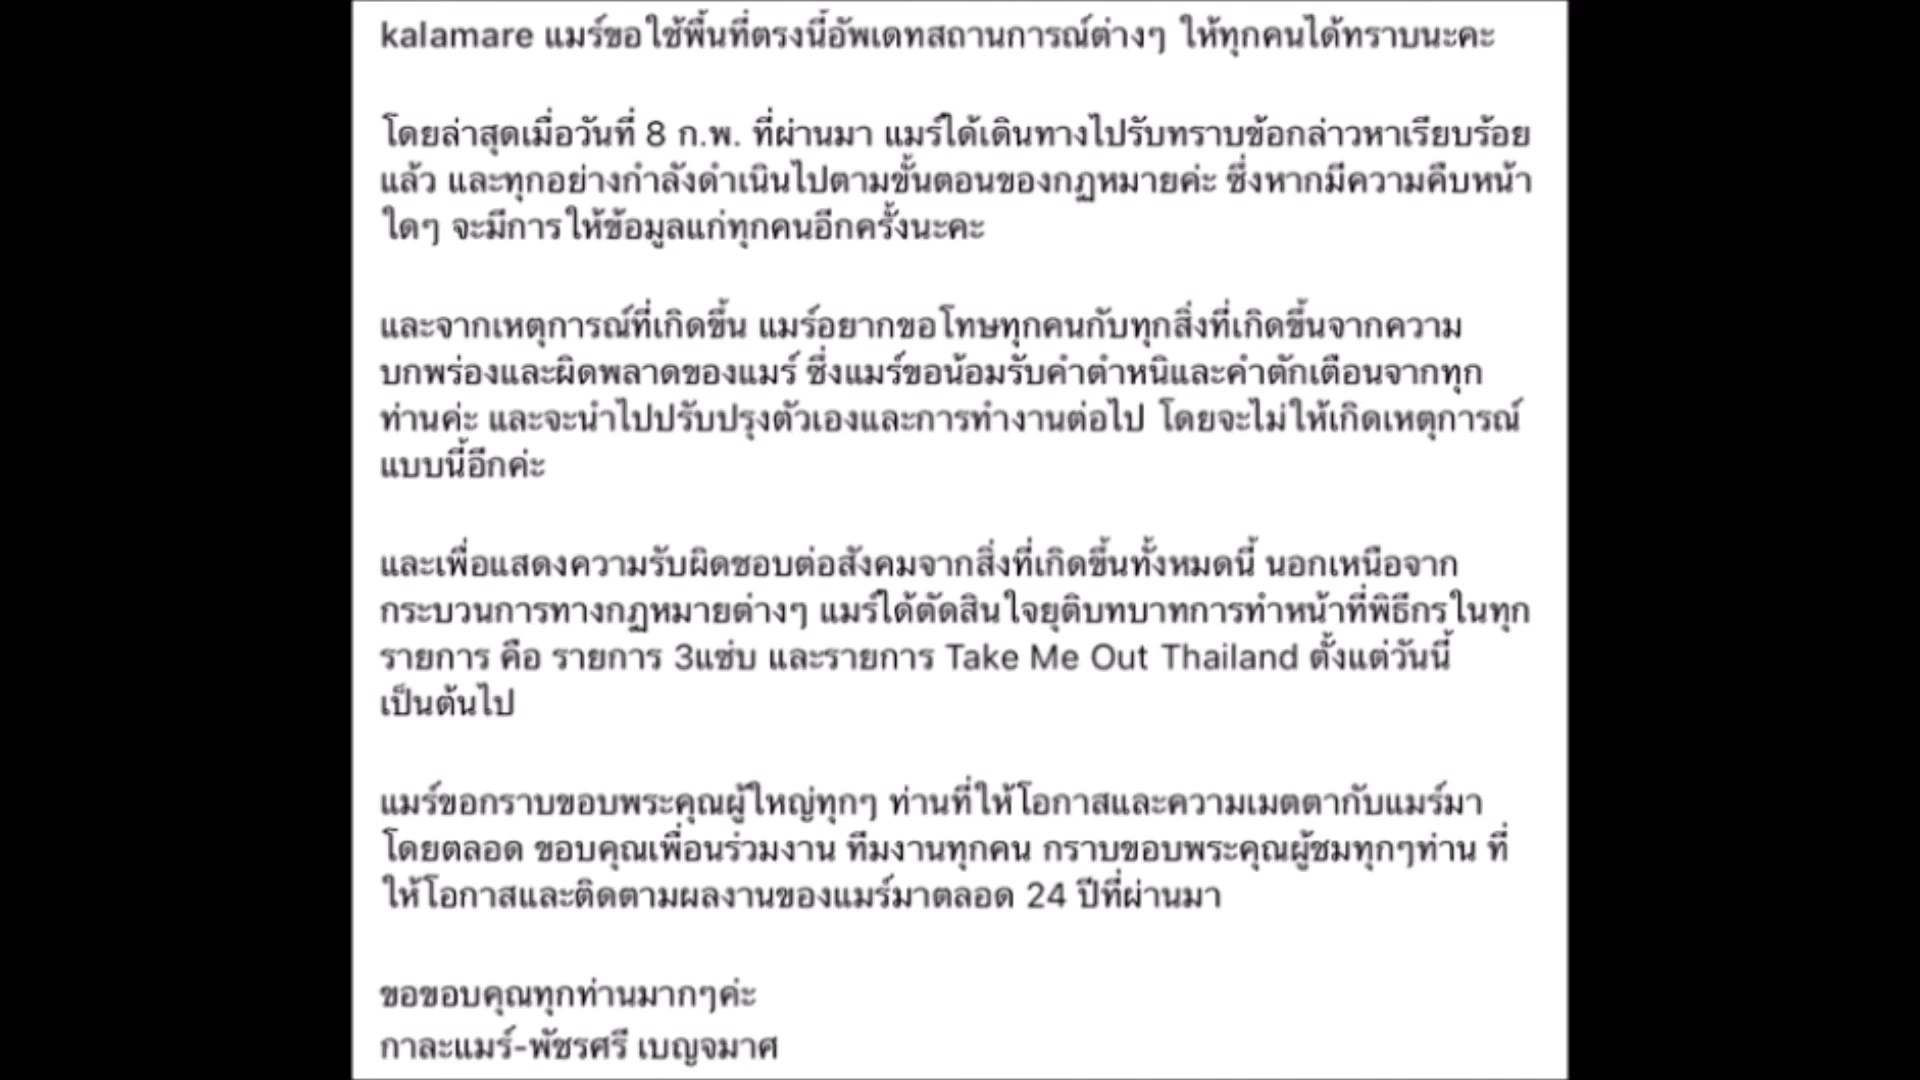 kalamare แมร์ขอใช้พื้นที่ตรงนี้อัพเดทสถานการณ์ต่างๆ ให้ทุกคนได้ทราบนะคะ
โดยล่าสุดเมื่อวันที่ 8 ก.พ. ที่ผ่านมา แมร์ได้เดินทางไปรับทราบข้อกล่าวหาเรียบร้อย
แล้ว และทุกอย่างกำลังดำเนินไปตามขั้นตอนของกฏหมายค่ะ ซึ่งหากมีความคืบหน้า
ใดๆ จะมีการให้ข้อมูลแก่ทุกคนอีกครั้งนะคะ
และจากเหตุการณ์ที่เกิดขึ้น แมร์อยากขอโทษทุกคนกับทุกสิ่งที่เกิดขึ้นจากความ
บกพร่องและผิดพลาดของแมร์ ซึ่งแมร์ขอน้อมรับคำตำหนิและคำตักเตือนจากทุก
ท่านค่ะ และจะนำไปปรับปรุงตัวเองและการทำงานต่อไป โดยจะไม่ให้เกิดเหตุการณ์
แบบนี้อีกค่ะ
และเพื่อแสดงความรับผิดชอบต่อสังคมจากสิ่งที่เกิดขึ้นทั้งหมดนี้ นอกเหนือจาก
กระบวนการทางกฏหมายต่างๆ แมร์ได้ตัดสินใจยุติบทบาทการทำหน้าที่พิธีกรในทุก
รายการ คือ รายการ 3แซ่บ และรายการ Take Me Out Thailand ตั้งแต่วันนี้
เป็นต้นไป
แมร์ขอกราบขอบพระคุณผู้ใหญ่ทุกๆ ท่านที่ให้โอกาสและความเมตตากับแมร์มา
โดยตลอด ขอบคุณเพื่อนร่วมงาน ทีมงานทุกคน กราบขอบพระคุณผู้ชมทุกๆท่าน ที่
ให้โอกาสและติดตามผลงานของแมร์มาตลอด 24 ปีที่ผ่านมา
ขอขอบคุณทุกท่านมากๆค่ะ
กาละแมร์-พัชรศรี เบญจมาศ